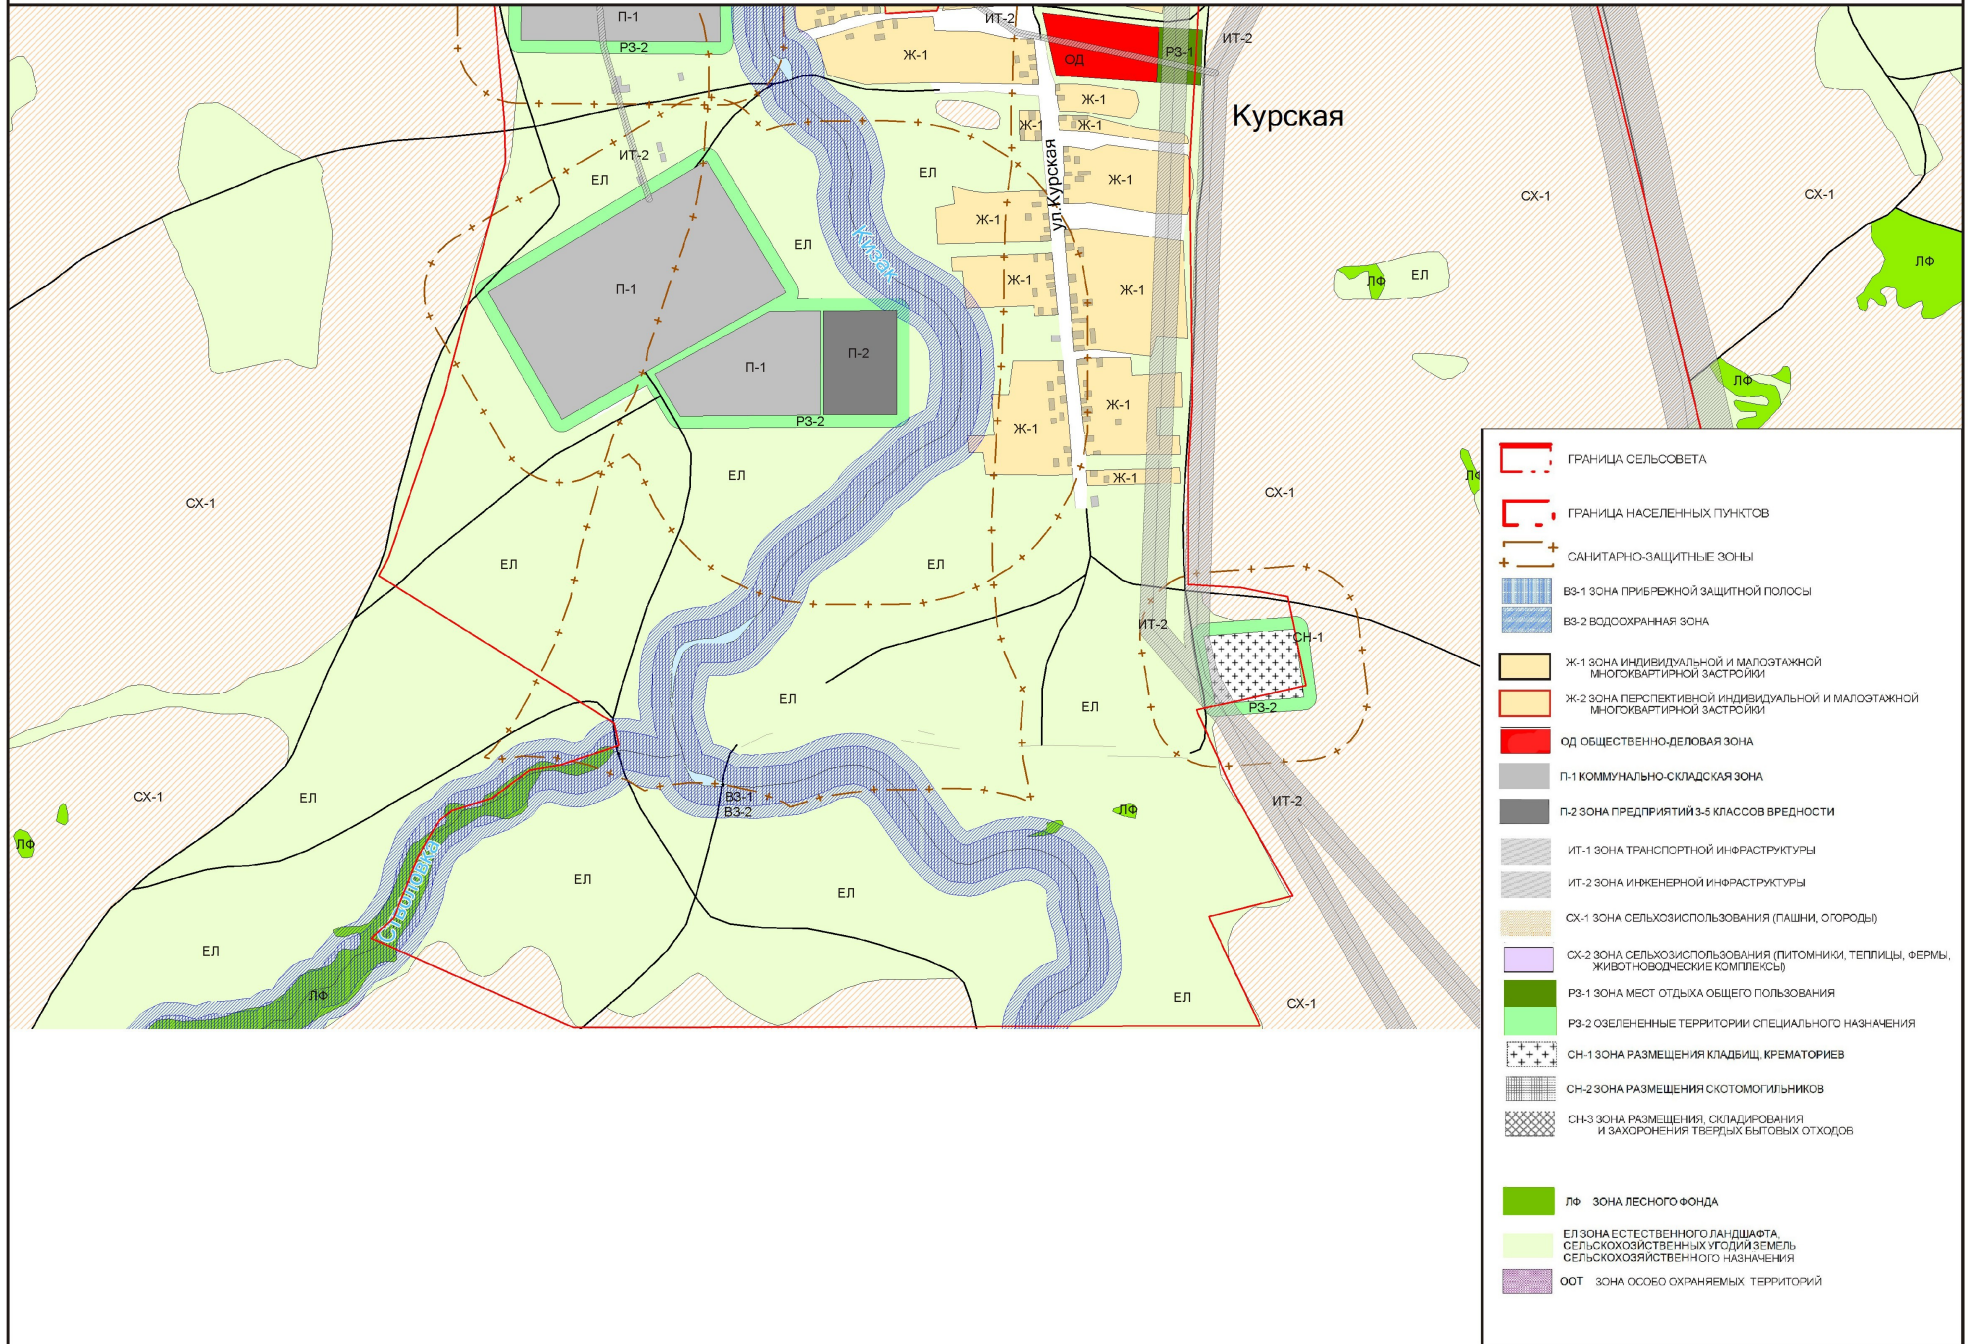 П-1
ИТ-2
РЗ-2
Ж-1
ОД
РЗ-1
ИТ-2
Ж-1
Курская
Ж-1
Ж-1
ИТ-2
ЕЛ
ЕЛ
ул.Курская
Ж-1
СХ-1
СХ-1
Ж-1
ЕЛ
Кизак
ЛФ
ЕЛ
ЛФ
П-1
Ж-1
Ж-1
П-2
П-1
ЛФ
Ж-1
РЗ-2
Ж-1
ЕЛ
Ж-1
ЛФ
СХ-1
СХ-1
ЕЛ
ЕЛ
ИТ-2
СН-1
ЕЛ
ЕЛ
РЗ-2
СХ-1
ЕЛ
ВЗ-1
ВЗ-2
ЛФ
ИТ-2
ЛФ
Стволовка
ЕЛ
ЕЛ
ЕЛ
ЛФ
ЕЛ
СХ-1
ГРАНИЦА СЕЛЬСОВЕТА
ГРАНИЦА НАСЕЛЕННЫХ ПУНКТОВ
САНИТАРНО-ЗАЩИТНЫЕ ЗОНЫ
ВЗ-1 ЗОНА ПРИБРЕЖНОЙ ЗАЩИТНОЙ ПОЛОСЫ
ВЗ-2 ВОДООХРАННАЯ ЗОНА
Ж-1 ЗОНА ИНДИВИДУАЛЬНОЙ И МАЛОЭТАЖНОЙ
МНОГОКВАРТИРНОЙ ЗАСТРОЙКИ
Ж-2 ЗОНА ПЕРСПЕКТИВНОЙ ИНДИВИДУАЛЬНОЙ И МАЛОЭТАЖНОЙ
МНОГОКВАРТИРНОЙ ЗАСТРОЙКИ
ОД ОБЩЕСТВЕННО-ДЕЛОВАЯ ЗОНА
П-1 КОММУНАЛЬНО-СКЛАДСКАЯ ЗОНА
П-2 ЗОНА ПРЕДПРИЯТИЙ 3-5 КЛАССОВ ВРЕДНОСТИ
ИТ-1 ЗОНА ТРАНСПОРТНОЙ ИНФРАСТРУКТУРЫ
ИТ-2 ЗОНА ИНЖЕНЕРНОЙ ИНФРАСТРУКТУРЫ
СХ-1 ЗОНА СЕЛЬХОЗИСПОЛЬЗОВАНИЯ (ПАШНИ, ОГОРОДЫ)
СХ-2 ЗОНА СЕЛЬХОЗИСПОЛЬЗОВАНИЯ (ПИТОМНИКИ, ТЕПЛИЦЫ, ФЕРМЫ,
ЖИВОТНОВОДЧЕСКИЕ КОМПЛЕКСЫ)
РЗ-1 ЗОНА МЕСТ ОТДЫХА ОБЩЕГО ПОЛЬЗОВАНИЯ
РЗ-2 ОЗЕЛЕНЕННЫЕ ТЕРРИТОРИИ СПЕЦИАЛЬНОГО НАЗНАЧЕНИЯ
СН-1 ЗОНА РАЗМЕЩЕНИЯ КЛАДБИЩ, КРЕМАТОРИЕВ
СН-2 ЗОНА РАЗМЕЩЕНИЯ СКОТОМОГИЛЬНИКОВ
СН-3 ЗОНА РАЗМЕЩЕНИЯ, СКЛАДИРОВАНИЯ
И ЗАХОРОНЕНИЯ ТВЕРДЫХ БЫТОВЫХ ОТХОДОВ
ЛФ ЗОНА ЛЕСНОГО ФОНДА
ЕЛ ЗОНА ЕСТЕСТВЕННОГО ЛАНДШАФТА,
СЕЛЬСКОХОЗЙСТВЕННЫХ УГОДИЙ ЗЕМЕЛЬ
СЕЛЬСКОХОЗЯЙСТВЕННОГО НАЗНАЧЕНИЯ
ООТ ЗОНА ОСОБО ОХРАНЯЕМЫХ ТЕРРИТОРИЙ